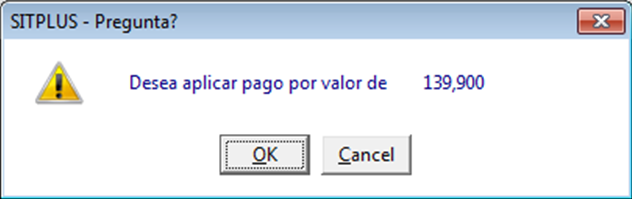 SITPLUS - Pregunta?
Desea aplicar pago por valor de 139,900
OK Cancel